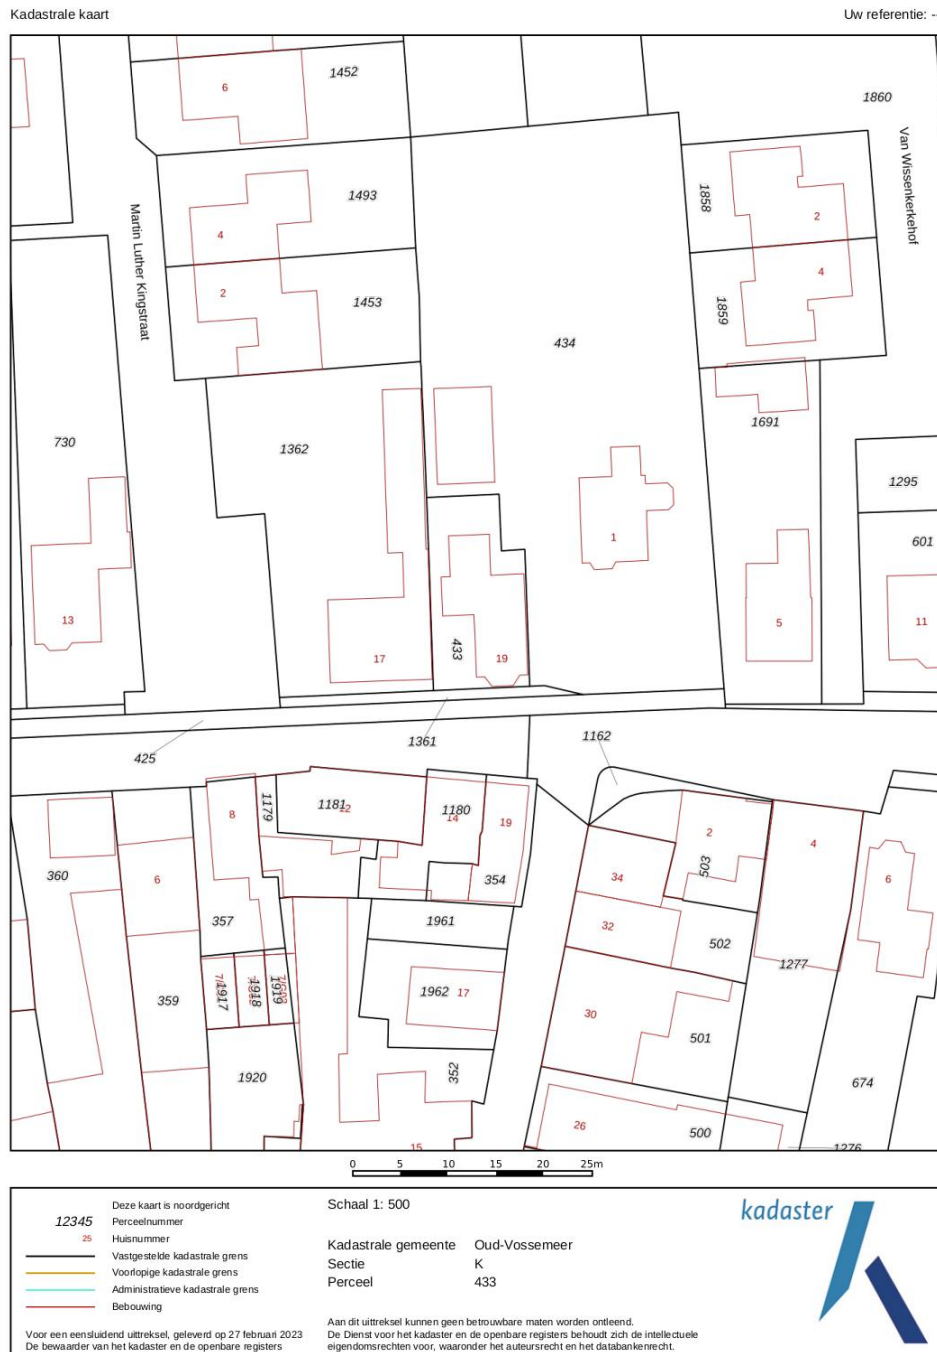 Kadastrale kaart
Uw referentie: -
1452
6
1860
Van Wissenkerkehof
1493
1858
2
4
Martin Luther Kingstraat
4
2
1453
1859
434
730
1362
1691
1295
601
1
13
17
433
19
5
11
425
1361
1162
8
1179
1181
12
1180
14
19
2
503
4
360
6
354
34
6
357
1961
32
502
1277
359
1917
1918
1919
1962
17
30
501
1920
352
674
26
500
15
1276
0 5 10 15 20 25m
Deze kaart is noordgericht
12345 Perceelnummer
25 Huisnummer
Vastgestelde kadastrale grens
Voorlopige kadastrale grens
Administratieve kadastrale grens
Bebouwing
Voor een eensluidend uittreksel, geleverd op 27 februari 2023
De bewaarder van het kadaster en de openbare registers
Schaal 1: 500
Kadastrale gemeente Oud-Vossemeer
Sectie K
Perceel 433
Aan dit uittreksel kunnen geen betrouwbare maten worden ontleend.
De Dienst voor het kadaster en de openbare registers behoudt zich de intellectuele
eigendomsrechten voor, waaronder het auteursrecht en het databankenrecht.
kadaster